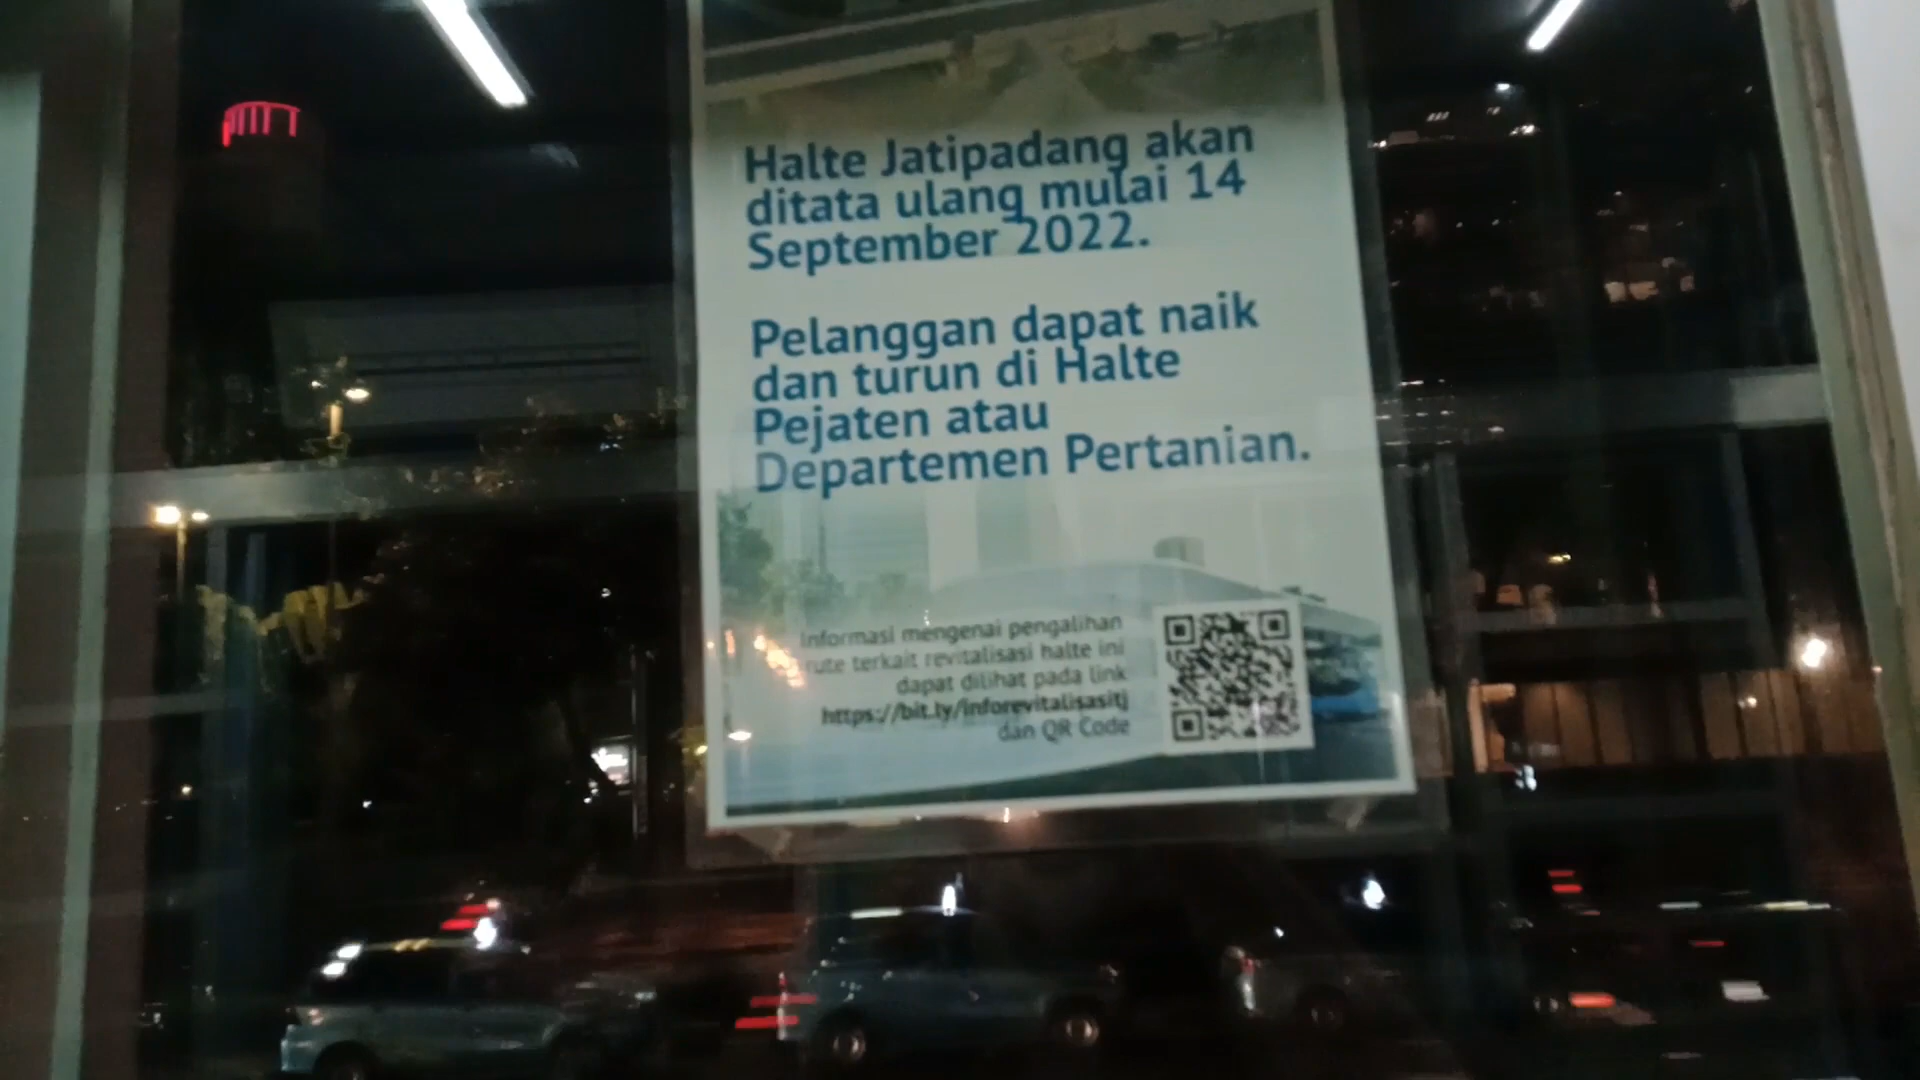 Halte Jatipadang akan
ditata ulang mulai 14
September 2022.
Pelanggan dapat naik
dan turun di Halte
Pejaten atau
Departemen Pertanian.
Informasi mengenai pengalihan
rute terkait revitalisasi halte ini
dapat dilihat pada link
https://bit.ly/inforevitalisasitj
dan QR Code